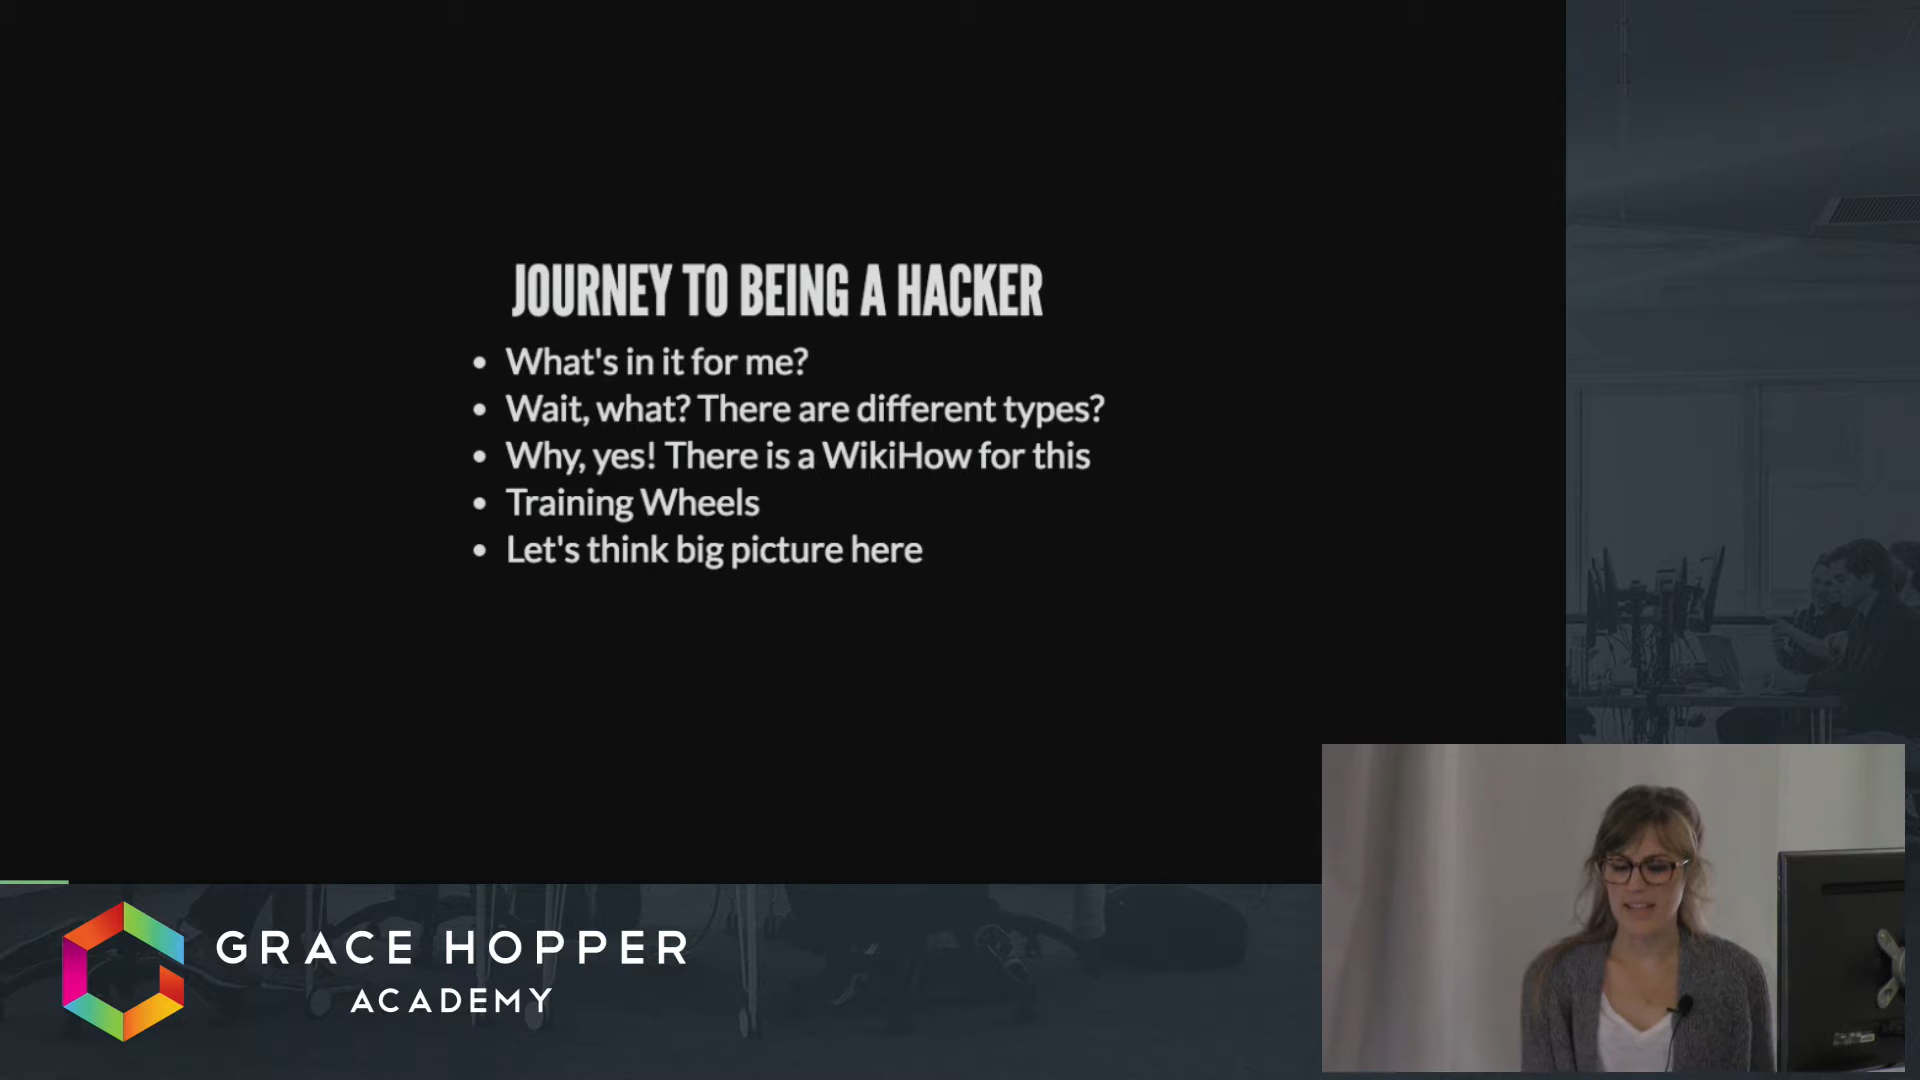 JOURNEY TO BEING A HACKER
What's in it for me?
Wait, what? There are different types?
Why, yes! There is a WikiHow for this
Training Wheels
Let's think big picture here
GRACE HOPPER
ACADEMY